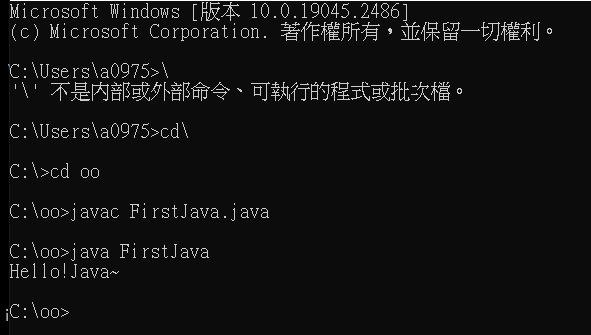 Microsoft Windows [版本 10.0.19045.2486]
(c) Microsoft Corporation. 著作權所有，並保留一切權利。
C:\Users\a0975>\
'\' 不是內部或外部命令、可執行的程式或批次檔。
C:\Users\a0975>cd\
C:\>cd oo
C:\oo>javac FirstJava.java
C:\oo>java FirstJava
Hello!Java~
C:\oo>